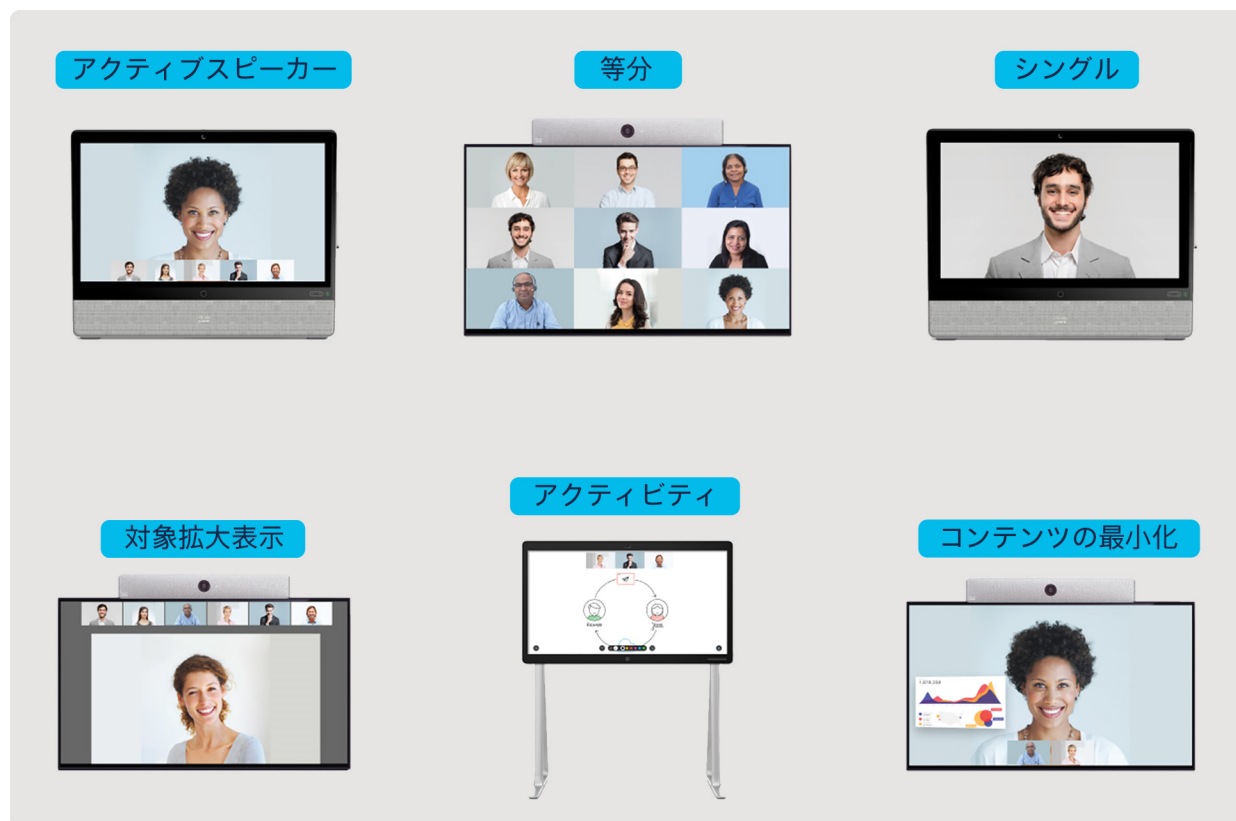 アクティブスピーカー
等分
シングル
アクティビティ
対象拡大表示
コンテンツの最小化